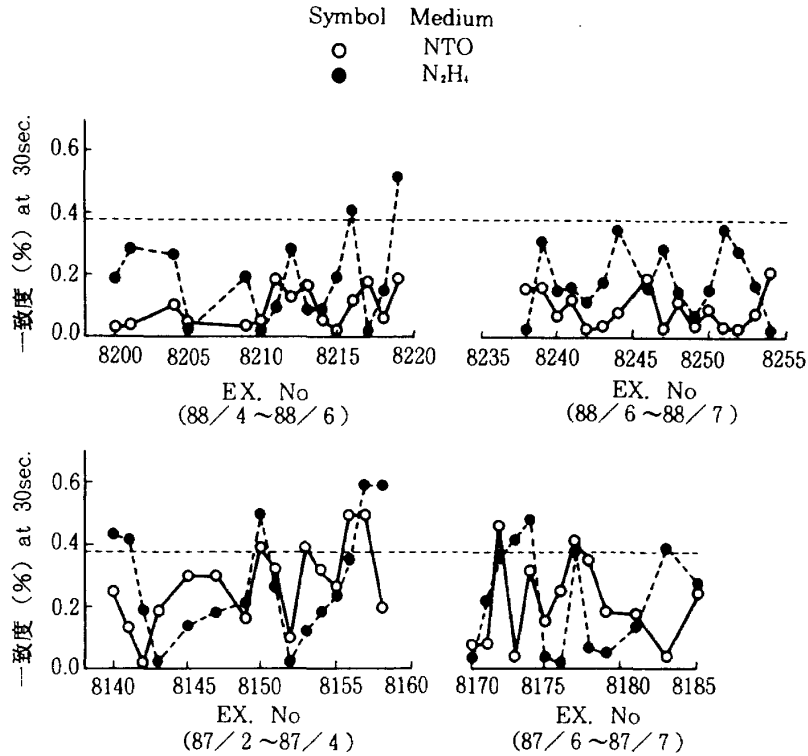 Symbol Medium
○ NTO
● N₂H₄
一致度 (%) at 30sec.
0.6
0.4
0.2
0.0
8200 8205 8210 8216 8220
EX. No
(88/4～88/6)
8235 8240 8245 8250 8255
EX. No
(88/6～88/7)
一致度 (%) at 30sec.
0.6
0.4
0.2
0.0
8140 8145 8150 8155 8160
EX. No
(87/2～87/4)
8170 8175 8180 8185
EX. No
(87/6～87/7)